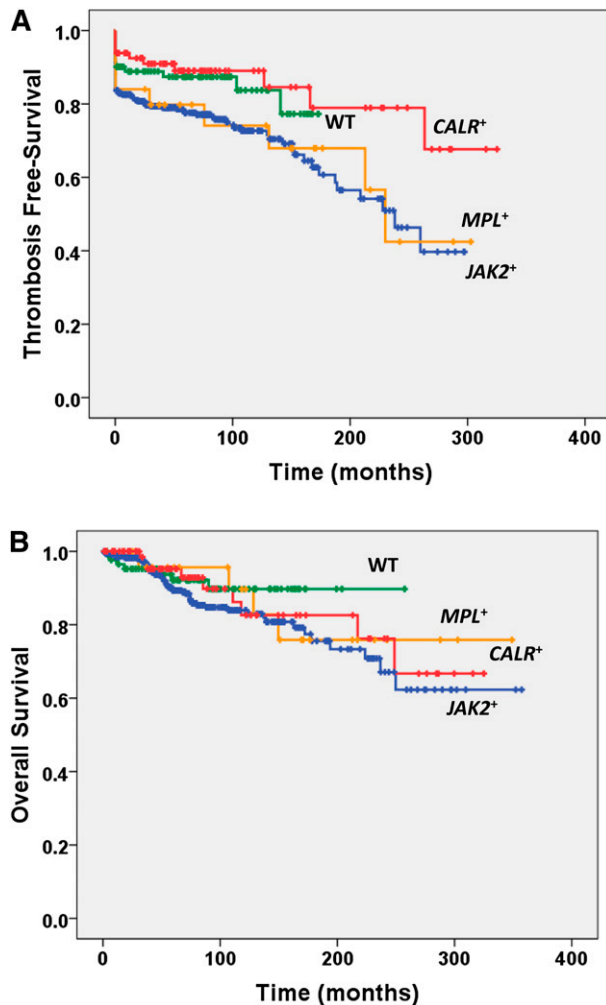 A
1.0
0.8
0.6
0.4
0.2
0.0
Thrombosis Free-Survival
WT
CALR+
MPL+
JAK2+
0 100 200 300 400
Time (months)
B
1.0
0.8
0.6
0.4
0.2
0.0
Overall Survival
WT
MPL+
CALR+
JAK2+
0 100 200 300 400
Time (months)